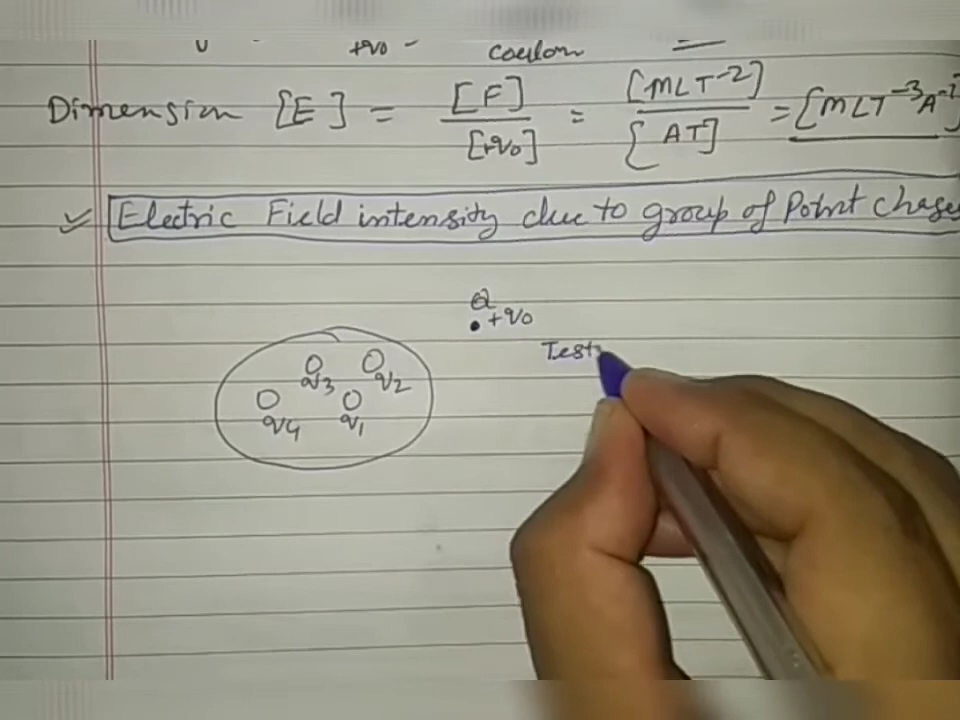 +q0 coulom
Dimension [E] = [F] / [+q0] = [MLT-2] / [AT] = [MLT-3A-1]
Electric Field intensity due to group of Point Chages
Q
+q0
Test
q3 q2
q4 q1